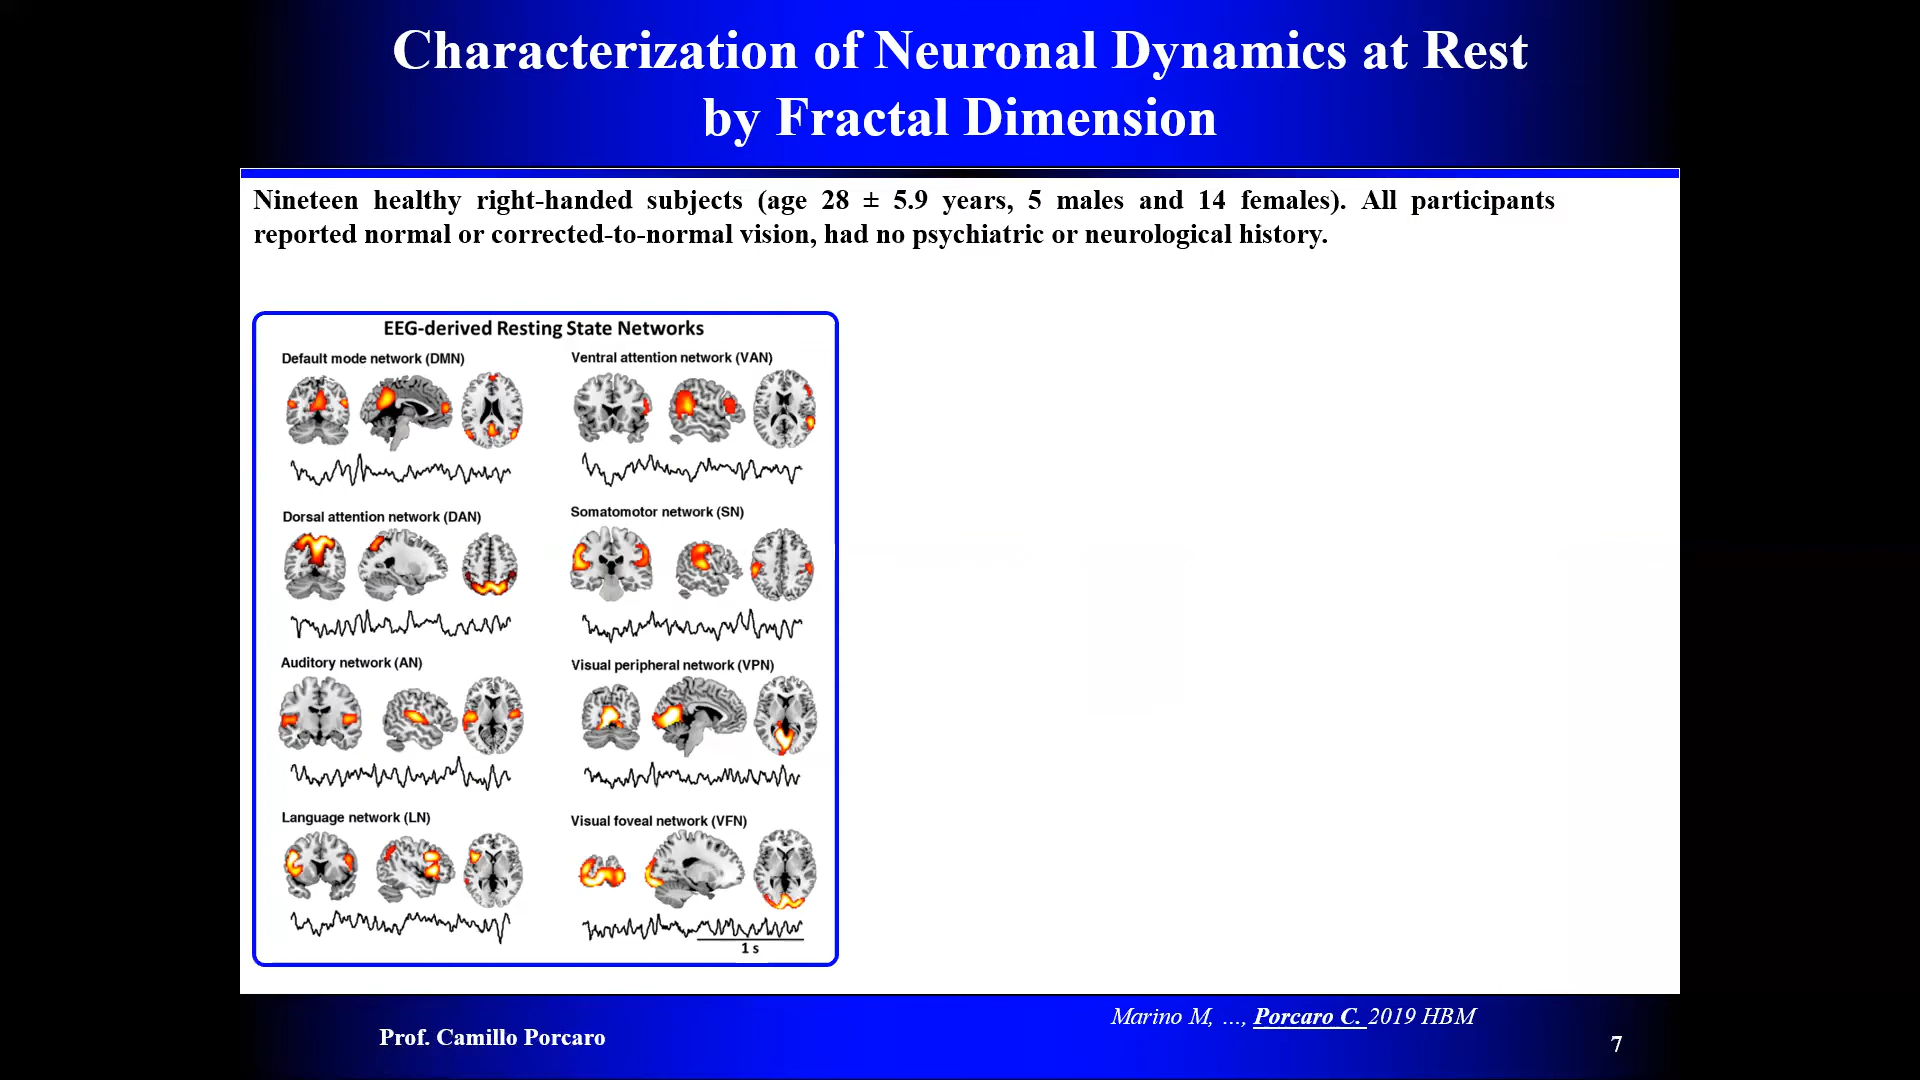 Characterization of Neuronal Dynamics at Rest
by Fractal Dimension
Nineteen healthy right-handed subjects (age 28 ± 5.9 years, 5 males and 14 females). All participants
reported normal or corrected-to-normal vision, had no psychiatric or neurological history.
EEG-derived Resting State Networks
Default mode network (DMN)
Ventral attention network (VAN)
Dorsal attention network (DAN)
Somatomotor network (SN)
Auditory network (AN)
Visual peripheral network (VPN)
Language network (LN)
Visual foveal network (VFN)
1 s
Marino M, ..., Porcaro C. 2019 HBM
Prof. Camillo Porcaro
7